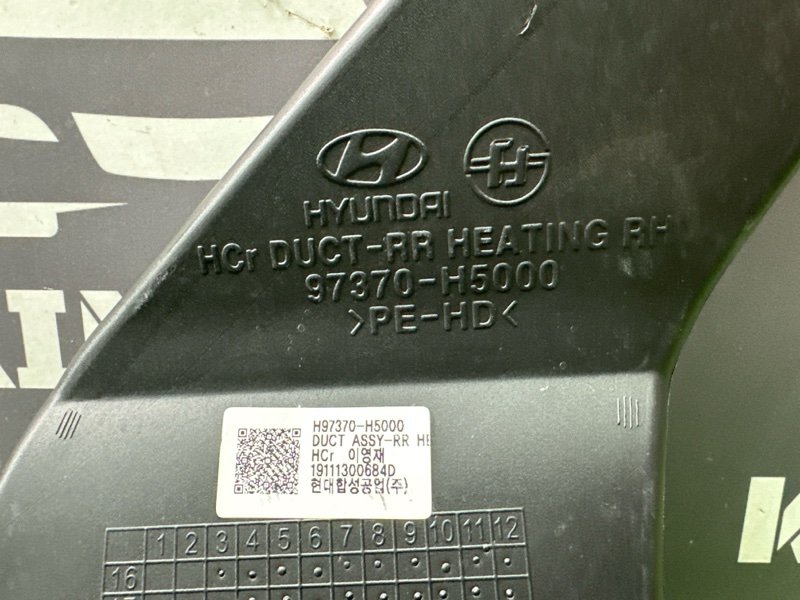 HYUNDAI
HCr DUCT-RR HEATING RH
97370-H5000
>PE-HD<
H97370-H5000
DUCT ASSY-RR HE
HCr 이영재
19111300684D
현대합성공업(주)
1 2 3 4 5 6 7 8 9 10 11 12
16